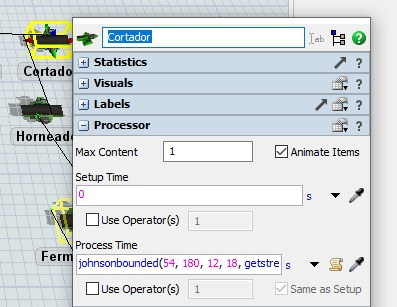 Cortador
ab
?
Statistics ?
Cortado
Visuals ?
Labels ?
Horneado
Processor ?
Max Content 1 Animate Items
Setup Time
0 s
Use Operator(s) 1
Ferm
Process Time
johnsonbounded(54, 180, 12, 18, getstre s
Use Operator(s) 1 Same as Setup